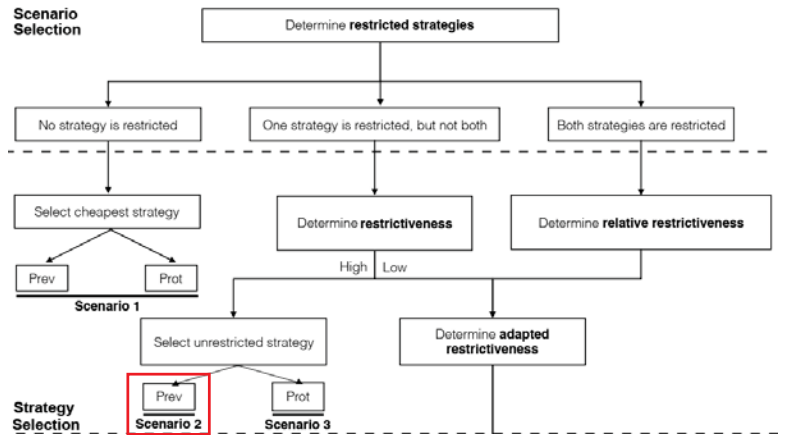 Scenario
Selection
Determine restricted strategies
No strategy is restricted
One strategy is restricted, but not both
Both strategies are restricted
Select cheapest strategy
Determine restrictiveness
Determine relative restrictiveness
High
Low
Prev
Prot
Scenario 1
Select unrestricted strategy
Determine adapted
restrictiveness
Prev
Prot
Scenario 2
Scenario 3
Strategy
Selection